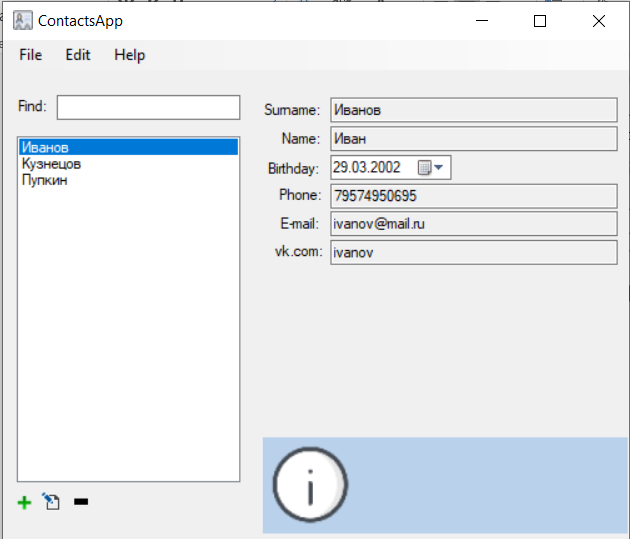 ContactsApp
File Edit Help
Find:
Иванов
Кузнецов
Пупкин
Surname: Иванов
Name: Иван
Birthday: 29.03.2002
Phone: 79574950695
E-mail: ivanov@mail.ru
vk.com: ivanov
i